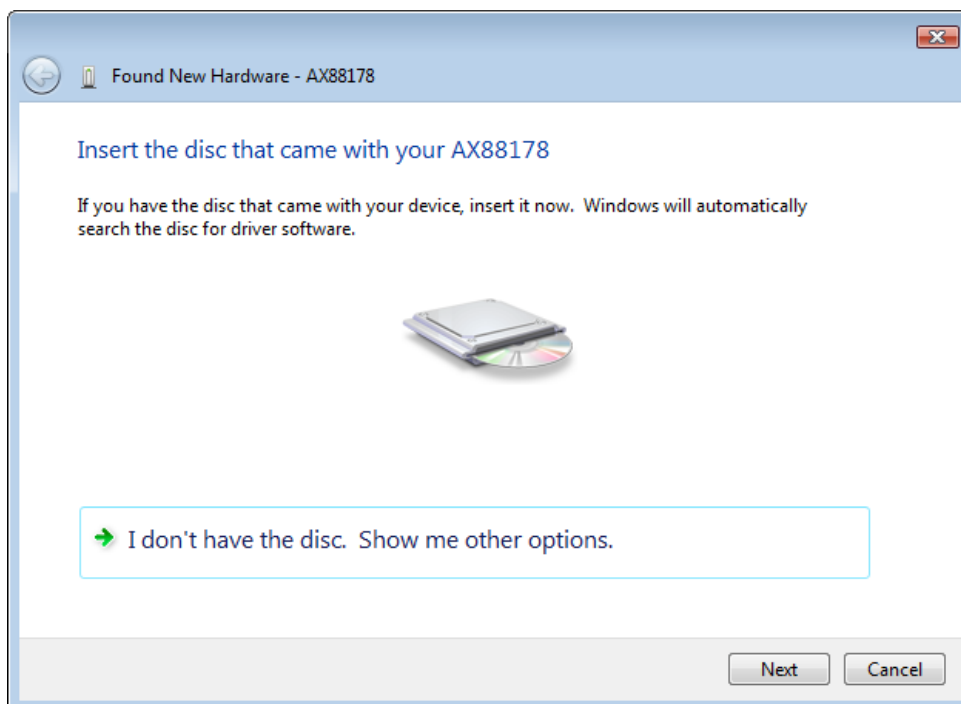 Found New Hardware - AX88178
Insert the disc that came with your AX88178
If you have the disc that came with your device, insert it now.  Windows will automatically
search the disc for driver software.
I don't have the disc.  Show me other options.
Next
Cancel